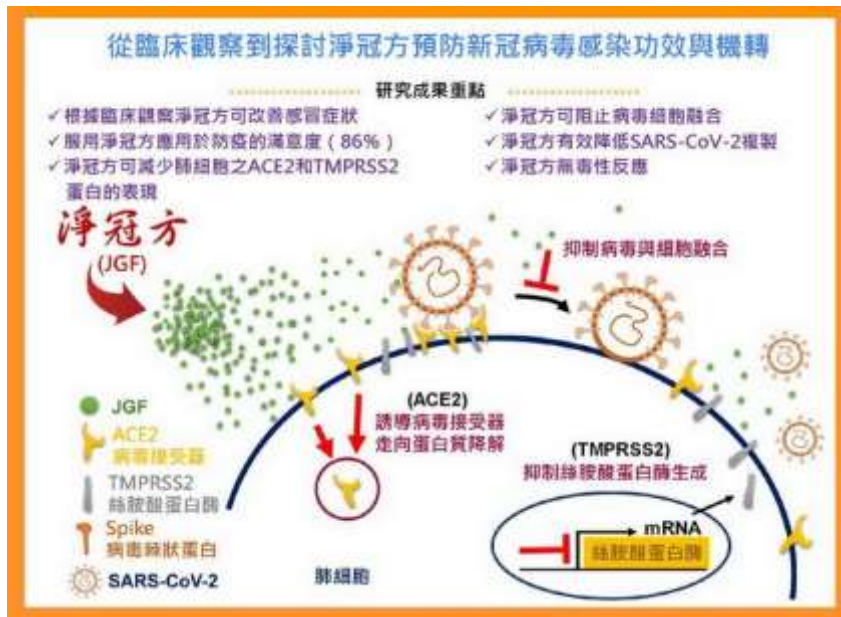 從臨床觀察到探討淨冠方預防新冠病毒感染功效與機轉
研究成果重點
✓根據臨床觀察淨冠方可改善感冒症狀
✓服用淨冠方應用於防疫的滿意度（86%）
✓淨冠方可減少肺細胞之ACE2和TMPRSS2
蛋白的表現
✓淨冠方可阻止病毒細胞融合
✓淨冠方有效降低SARS-CoV-2複製
✓淨冠方無毒性反應
淨冠方
(JGF)
抑制病毒與細胞融合
(ACE2)
誘導病毒接受器
走向蛋白質降解
(TMPRSS2)
抑制絲胺酸蛋白酶生成
mRNA
絲胺酸蛋白酶
JGF
ACE2
病毒接受器
TMPRSS2
絲胺酸蛋白酶
Spike
病毒棘狀蛋白
SARS-CoV-2
肺細胞